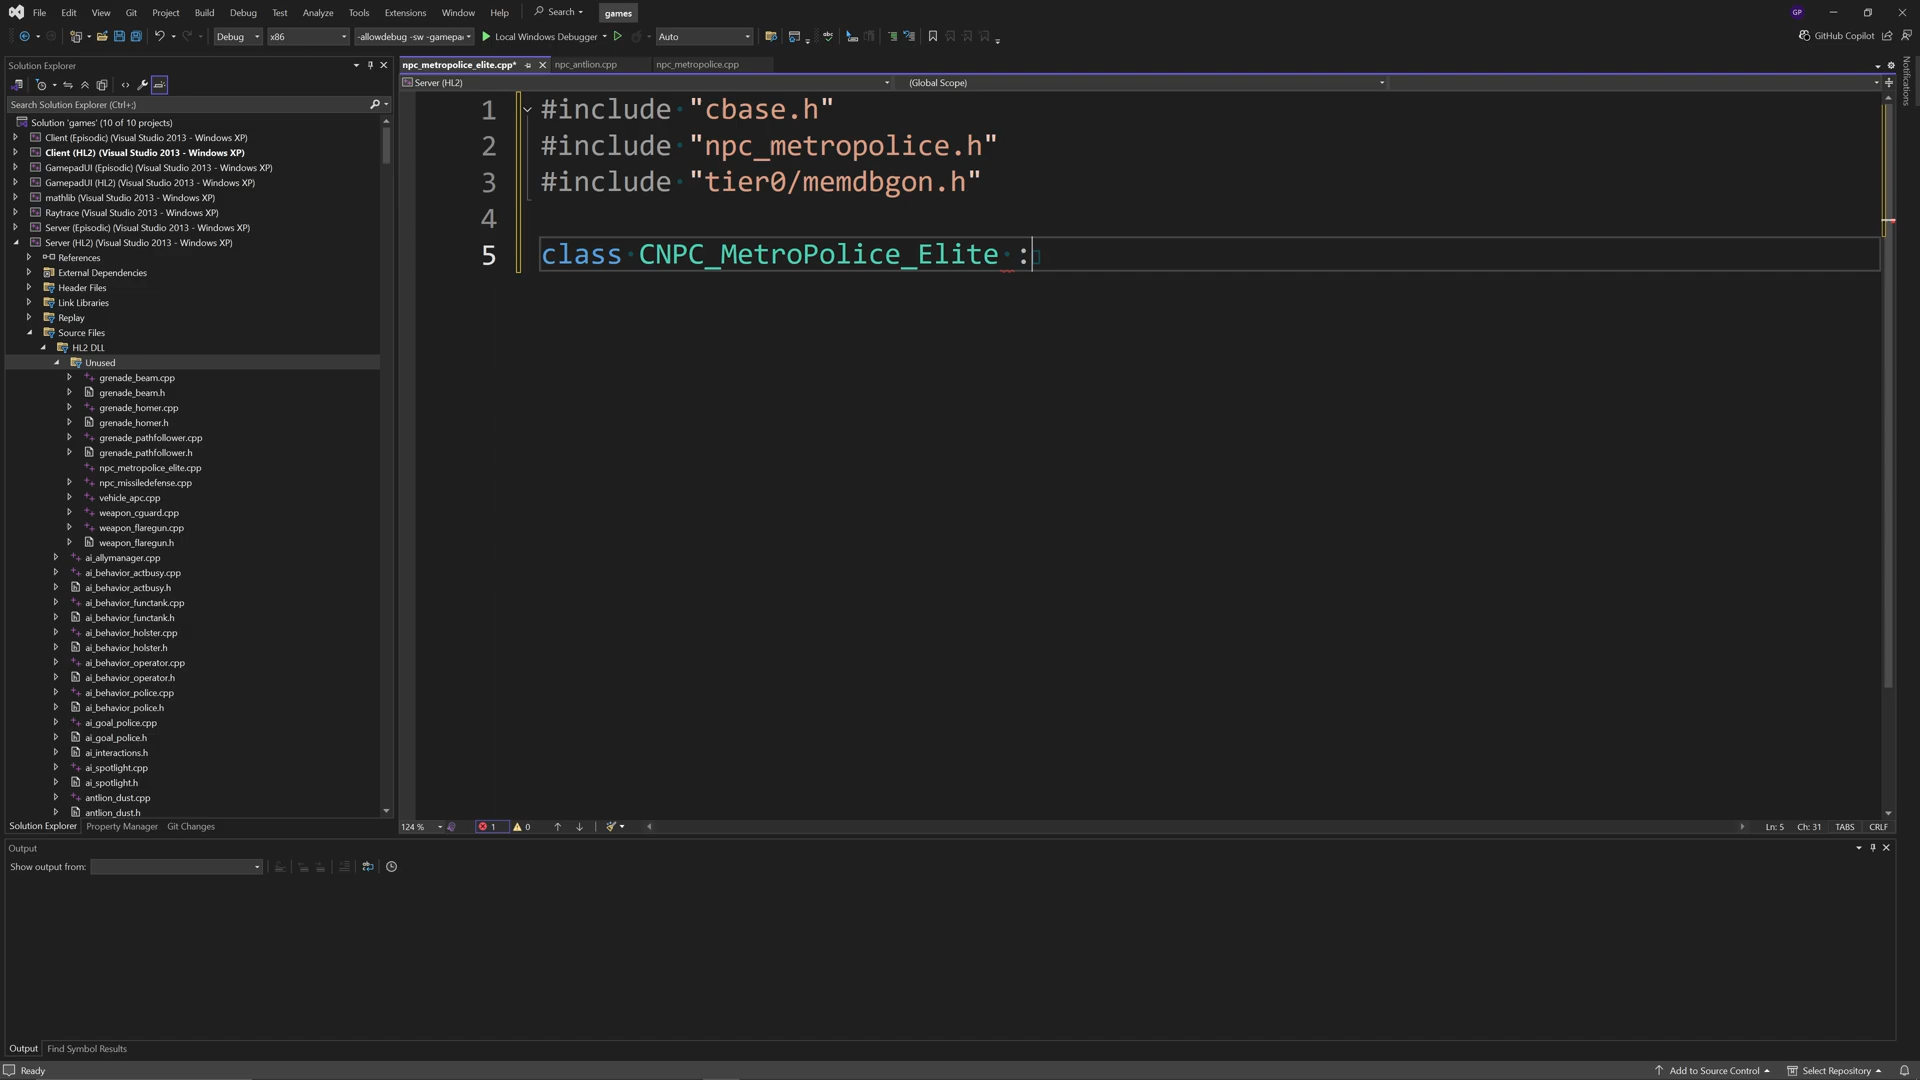 File Edit View Git Project Build Debug Test Analyze Tools Extensions Window Help Search games GP
Debug x86 -allowdebug -sw -gamepa Local Windows Debugger Auto GitHub Copilot
Solution Explorer
Search Solution Explorer (Ctrl+;)
Solution 'games' (10 of 10 projects)
Client (Episodic) (Visual Studio 2013 - Windows XP)
Client (HL2) (Visual Studio 2013 - Windows XP)
GamepadUI (Episodic) (Visual Studio 2013 - Windows XP)
GamepadUI (HL2) (Visual Studio 2013 - Windows XP)
mathlib (Visual Studio 2013 - Windows XP)
Raytrace (Visual Studio 2013 - Windows XP)
Server (Episodic) (Visual Studio 2013 - Windows XP)
Server (HL2) (Visual Studio 2013 - Windows XP)
References
External Dependencies
Header Files
Link Libraries
Replay
Source Files
HL2 DLL
Unused
grenade_beam.cpp
grenade_beam.h
grenade_homer.cpp
grenade_homer.h
grenade_pathfollower.cpp
grenade_pathfollower.h
npc_metropolice_elite.cpp
npc_missiledefense.cpp
vehicle_apc.cpp
weapon_cguard.cpp
weapon_flaregun.cpp
weapon_flaregun.h
ai_allymanager.cpp
ai_behavior_actbusy.cpp
ai_behavior_actbusy.h
ai_behavior_functank.cpp
ai_behavior_functank.h
ai_behavior_holster.cpp
ai_behavior_holster.h
ai_behavior_operator.cpp
ai_behavior_operator.h
ai_behavior_police.cpp
ai_behavior_police.h
ai_goal_police.cpp
ai_goal_police.h
ai_interactions.h
ai_spotlight.cpp
ai_spotlight.h
antlion_dust.cpp
antlion_dust.h
Solution Explorer Property Manager Git Changes
npc_metropolice_elite.cpp* npc_antlion.cpp npc_metropolice.cpp
Server (HL2) (Global Scope)
1 #include "cbase.h"
2 #include "npc_metropolice.h"
3 #include "tier0/memdbgon.h"
4
5 class CNPC_MetroPolice_Elite :
124 % 1 0 Ln: 5 Ch: 31 TABS CRLF
Notifications
Output
Show output from:
Output Find Symbol Results
Ready Add to Source Control Select Repository